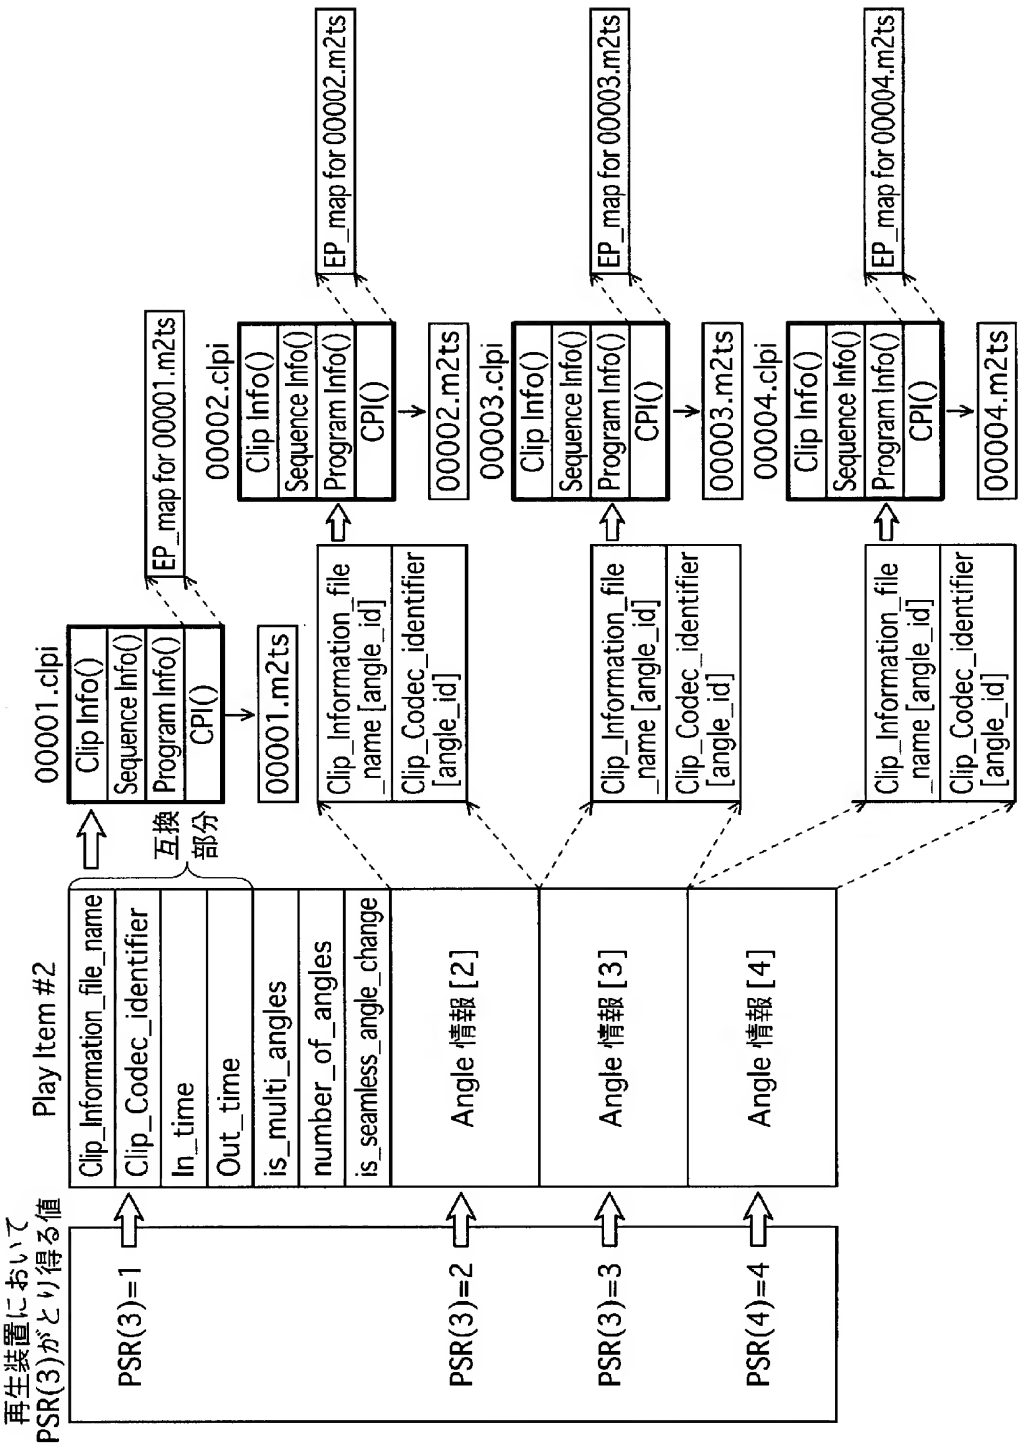 再生装置において
PSR(3)がとり得る値
PSR(3)=1
PSR(3)=2
PSR(3)=3
PSR(4)=4
Play Item #2
Clip_Information_file_name
Clip_Codec_identifier
In_time
Out_time
is_multi_angles
number_of_angles
is_seamless_angle_change
Angle 情報 [2]
Angle 情報 [3]
Angle 情報 [4]
互換
部分
00001.clpi
Clip Info()
Sequence Info()
Program Info()
CPI()
00001.m2ts
EP_map for 00001.m2ts
Clip_Information_file
_name [angle_id]
Clip_Codec_identifier
[angle_id]
00002.clpi
Clip Info()
Sequence Info()
Program Info()
CPI()
00002.m2ts
EP_map for 00002.m2ts
Clip_Information_file
_name [angle_id]
Clip_Codec_identifier
[angle_id]
00003.clpi
Clip Info()
Sequence Info()
Program Info()
CPI()
00003.m2ts
EP_map for 00003.m2ts
Clip_Information_file
_name [angle_id]
Clip_Codec_identifier
[angle_id]
00004.clpi
Clip Info()
Sequence Info()
Program Info()
CPI()
00004.m2ts
EP_map for 00004.m2ts